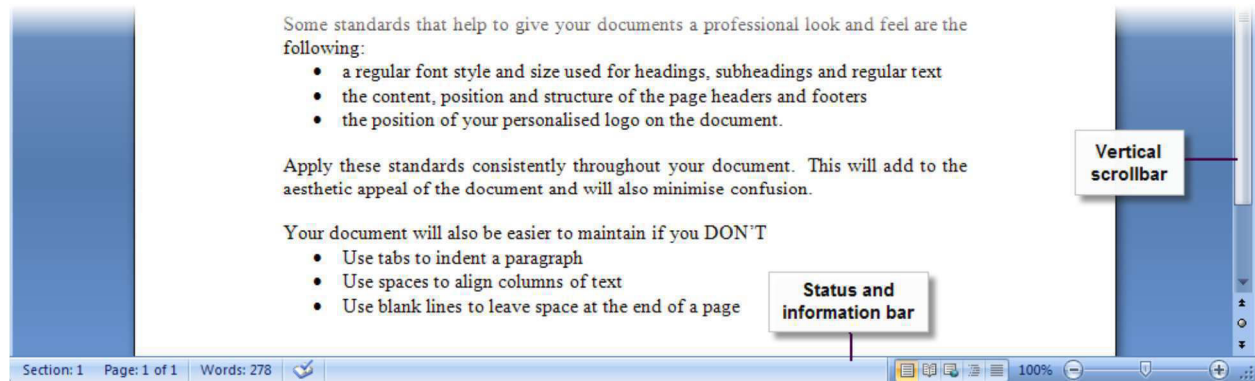 Some standards that help to give your documents a professional look and feel are the
following:
• a regular font style and size used for headings, subheadings and regular text
• the content, position and structure of the page headers and footers
• the position of your personalised logo on the document.
Apply these standards consistently throughout your document. This will add to the
aesthetic appeal of the document and will also minimise confusion.
Your document will also be easier to maintain if you DON'T
• Use tabs to indent a paragraph
• Use spaces to align columns of text
• Use blank lines to leave space at the end of a page
Vertical
scrollbar
Status and
information bar
Section: 1 Page: 1 of 1 Words: 278 100%